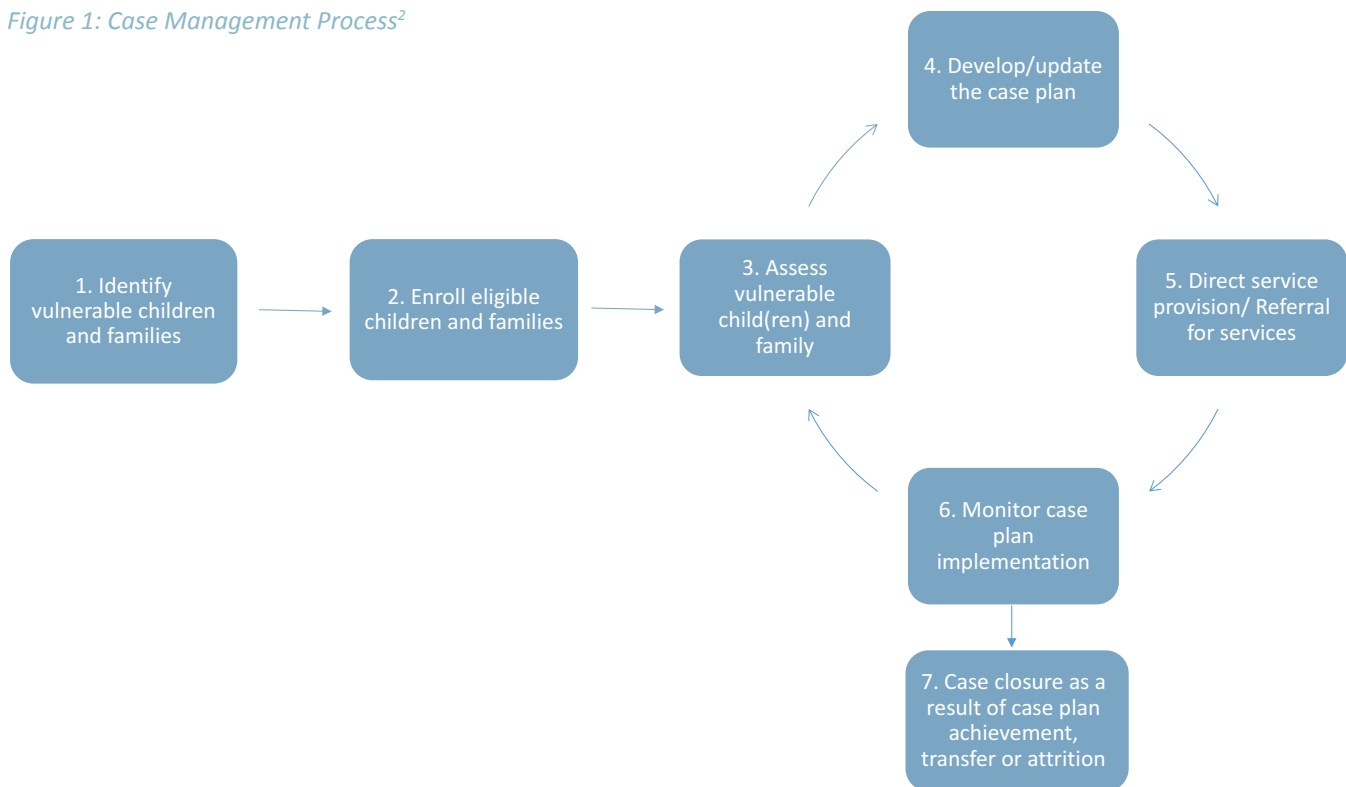 Figure 1: Case Management Process2
4. Develop/update
the case plan
1. Identify
vulnerable children
and families
2. Enroll eligible
children and families
3. Assess
vulnerable
child(ren) and
family
5. Direct service
provision/ Referral
for services
6. Monitor case
plan
implementation
7. Case closure as a
result of case plan
achievement,
transfer or attrition